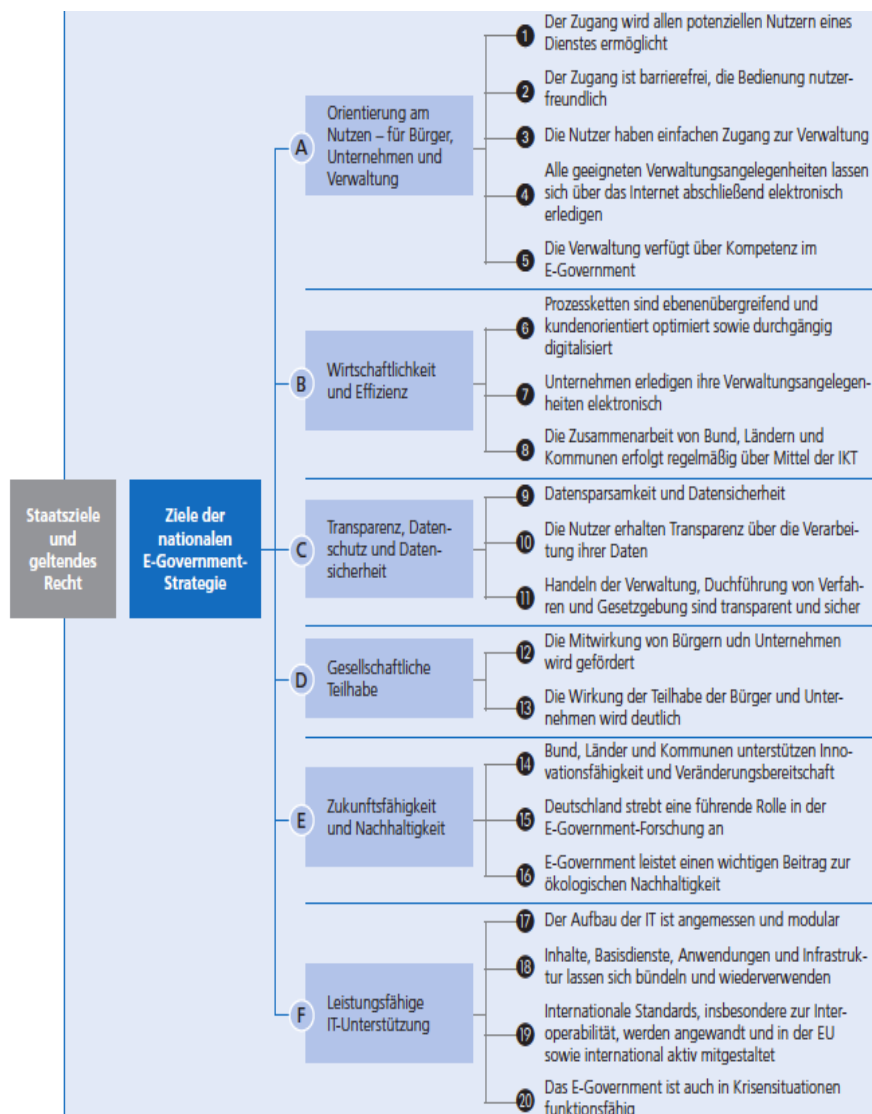 Staatsziele
und
geltendes
Recht
Ziele der
nationalen
E-Government-
Strategie
A
Orientierung am
Nutzen – für Bürger,
Unternehmen und
Verwaltung
1
Der Zugang wird allen potenziellen Nutzern eines
Dienstes ermöglicht
2
Der Zugang ist barrierefrei, die Bedienung nutzer-
freundlich
3
Die Nutzer haben einfachen Zugang zur Verwaltung
4
Alle geeigneten Verwaltungsangelegenheiten lassen
sich über das Internet abschließend elektronisch
erledigen
5
Die Verwaltung verfügt über Kompetenz im
E-Government
B
Wirtschaftlichkeit
und Effizienz
6
Prozessketten sind ebenenübergreifend und
kundenorientiert optimiert sowie durchgängig
digitalisiert
7
Unternehmen erledigen ihre Verwaltungsangelegen-
heiten elektronisch
8
Die Zusammenarbeit von Bund, Ländern und
Kommunen erfolgt regelmäßig über Mittel der IKT
C
Transparenz, Daten-
schutz und Daten-
sicherheit
9
Datensparsamkeit und Datensicherheit
10
Die Nutzer erhalten Transparenz über die Verarbei-
tung ihrer Daten
11
Handeln der Verwaltung, Duchführung von Verfah-
ren und Gesetzgebung sind transparent und sicher
D
Gesellschaftliche
Teilhabe
12
Die Mitwirkung von Bürgern udn Unternehmen
wird gefördert
13
Die Wirkung der Teilhabe der Bürger und Unter-
nehmen wird deutlich
E
Zukunftsfähigkeit
und Nachhaltigkeit
14
Bund, Länder und Kommunen unterstützen Inno-
vationsfähigkeit und Veränderungsbereitschaft
15
Deutschland strebt eine führende Rolle in der
E-Government-Forschung an
16
E-Government leistet einen wichtigen Beitrag zur
ökologischen Nachhaltigkeit
F
Leistungsfähige
IT-Unterstützung
17
Der Aufbau der IT ist angemessen und modular
18
Inhalte, Basisdienste, Anwendungen und Infrastruk-
tur lassen sich bündeln und wiederverwenden
19
Internationale Standards, insbesondere zur Inter-
operabilität, werden angewandt und in der EU
sowie international aktiv mitgestaltet
20
Das E-Government ist auch in Krisensituationen
funktionsfähig